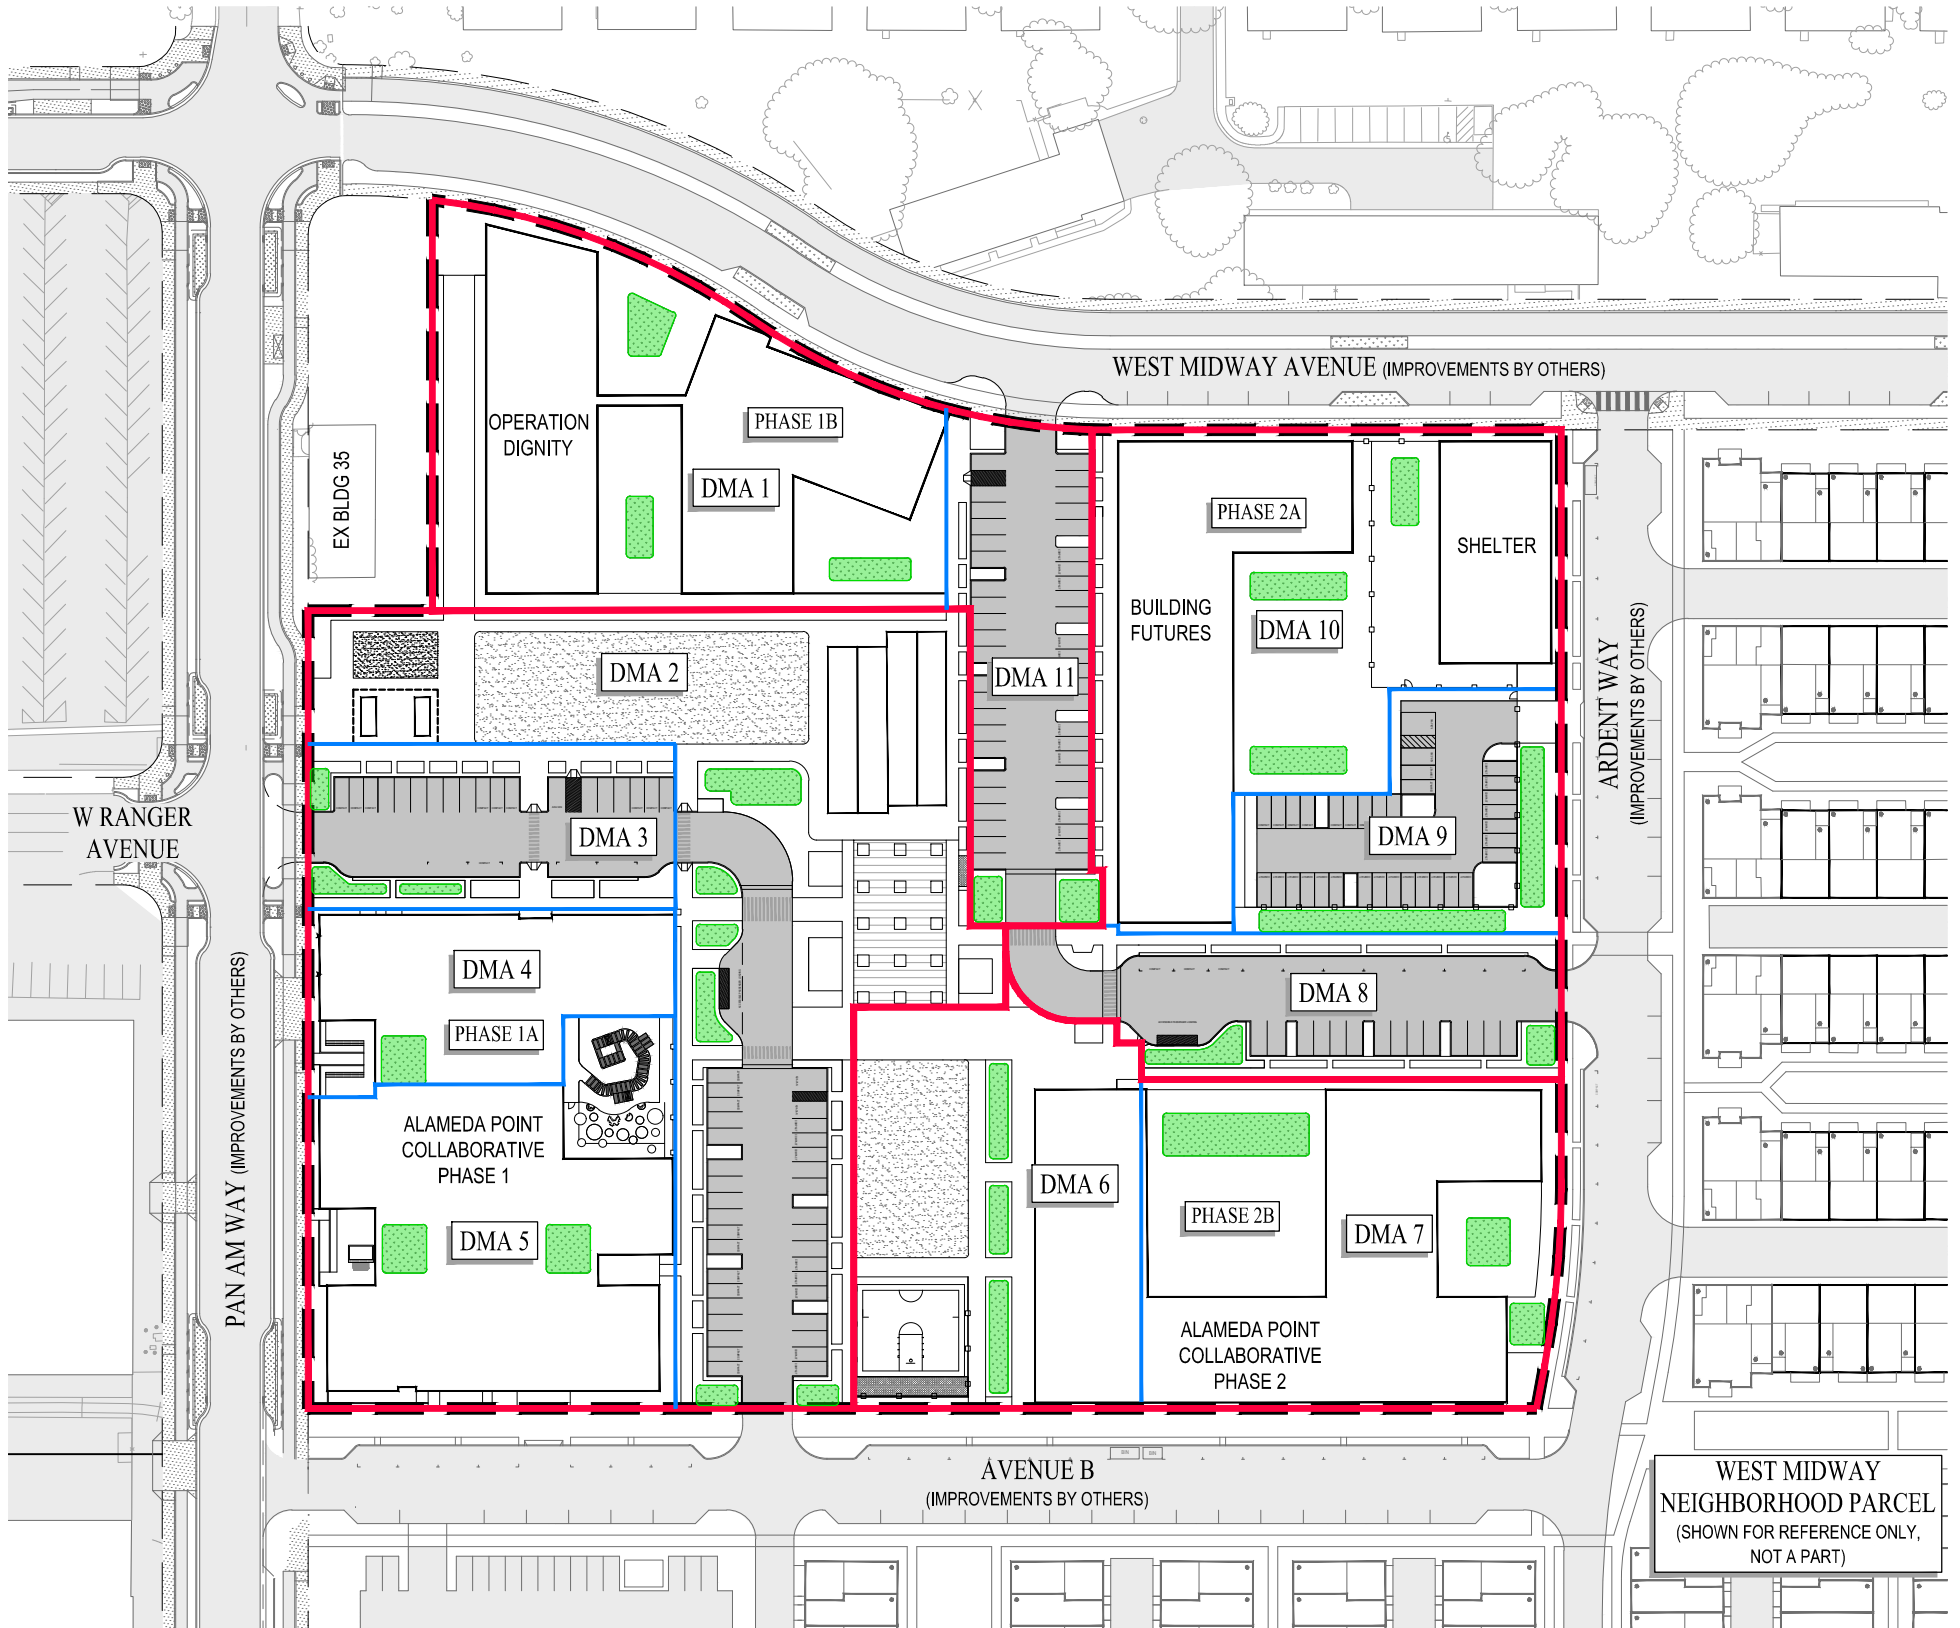 WEST MIDWAY AVENUE (IMPROVEMENTS BY OTHERS)
OPERATION
DIGNITY
PHASE 1B
DMA 1
EX BLDG 35
PHASE 2A
SHELTER
BUILDING
FUTURES
DMA 10
DMA 2
DMA 11
ARDENT WAY
(IMPROVEMENTS BY OTHERS)
W RANGER
AVENUE
DMA 3
DMA 9
DMA 4
PHASE 1A
DMA 8
PAN AM WAY (IMPROVEMENTS BY OTHERS)
ALAMEDA POINT
COLLABORATIVE
PHASE 1
DMA 5
DMA 6
PHASE 2B
DMA 7
ALAMEDA POINT
COLLABORATIVE
PHASE 2
AVENUE B
(IMPROVEMENTS BY OTHERS)
WEST MIDWAY
NEIGHBORHOOD PARCEL
(SHOWN FOR REFERENCE ONLY,
NOT A PART)